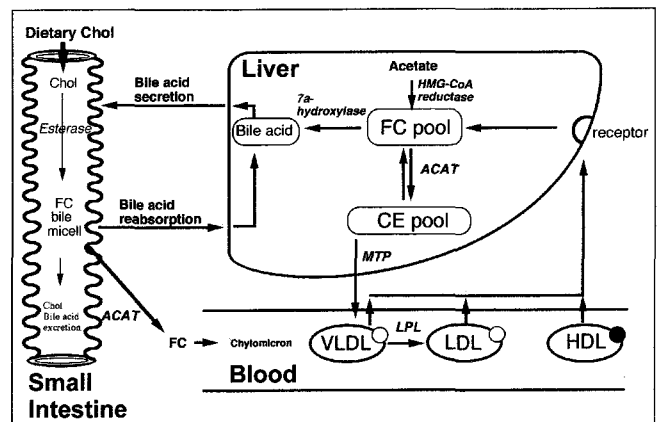 Dietary Chol
Chol
Esterase
FC
bile
micell
Chol
Bile acid
excretion
Small
Intestine
Bile acid
secretion
Bile acid
reabsorption
ACAT
FC
Chylomicron
Liver
Acetate
HMG-CoA
reductase
7a-
hydroxylase
Bile acid
FC pool
receptor
ACAT
CE pool
MTP
VLDL
LPL
LDL
HDL
Blood